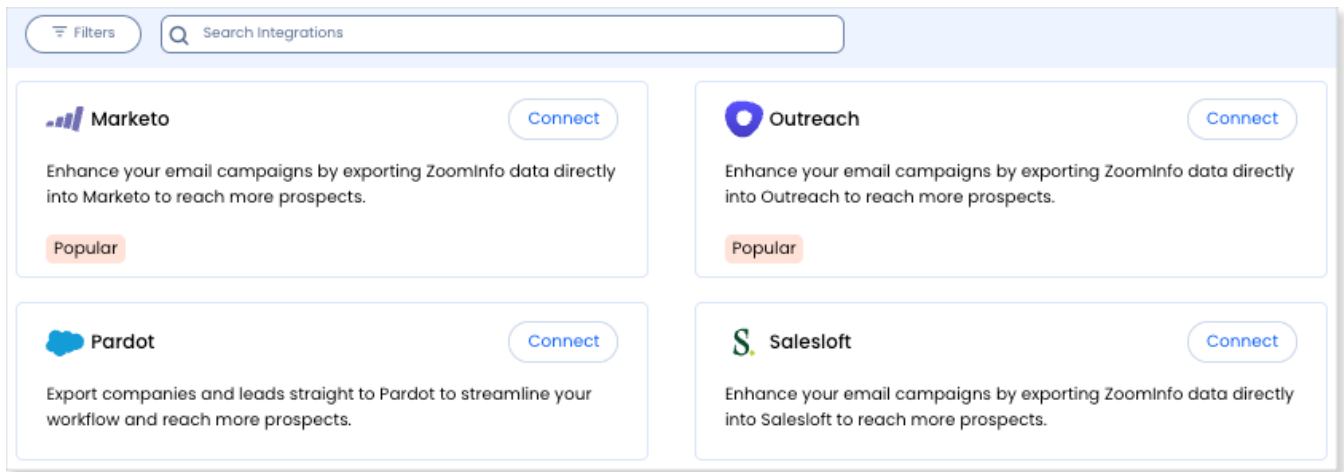 Filters
Search Integrations
Marketo
Connect
Enhance your email campaigns by exporting ZoomInfo data directly
into Marketo to reach more prospects.
Popular
Outreach
Connect
Enhance your email campaigns by exporting ZoomInfo data directly
into Outreach to reach more prospects.
Popular
Pardot
Connect
Export companies and leads straight to Pardot to streamline your
workflow and reach more prospects.
S. Salesloft
Connect
Enhance your email campaigns by exporting ZoomInfo data directly
into Salesloft to reach more prospects.